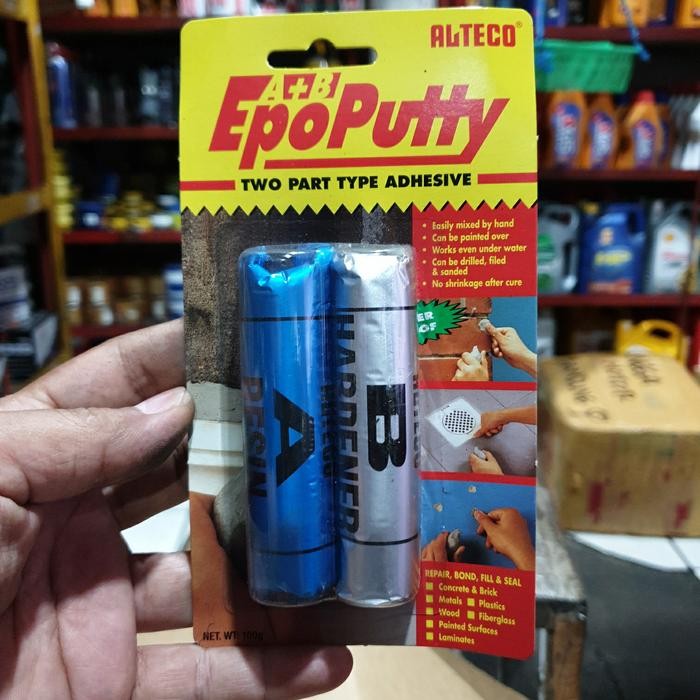 ALTECO®
A+B
EpoPutty
TWO PART TYPE ADHESIVE
• Easily mixed by hand
• Can be painted over
• Works even under water
• Can be drilled, filed
& sanded
• No shrinkage after cure
A
RESIN
B
HARDENER
ALTECO
REPAIR, BOND, FILL & SEAL
Concrete & Brick
Metals Plastics
Wood Fiberglass
Painted Surfaces
Laminates
NET. WT: 100g